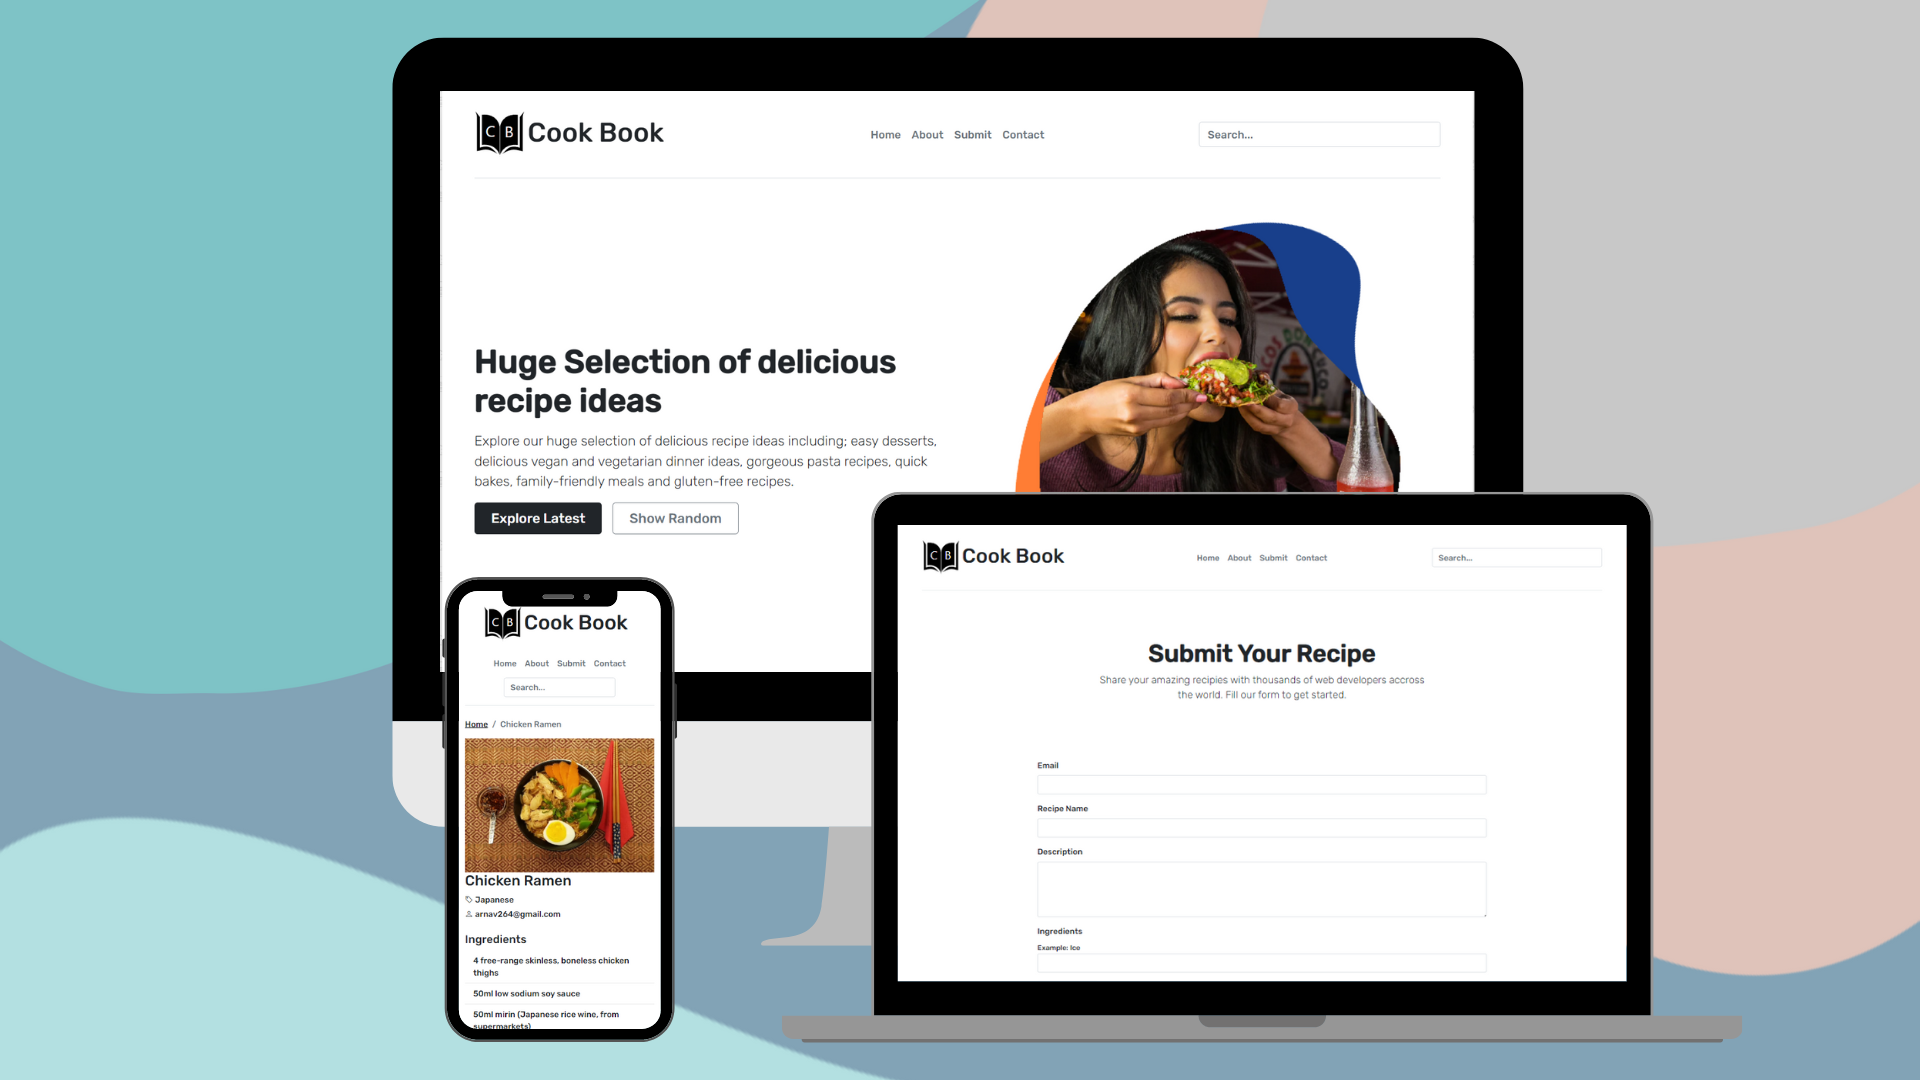 C B Cook Book
Home About Submit Contact
Search...
Huge Selection of delicious
recipe ideas
Explore our huge selection of delicious recipe ideas including; easy desserts,
delicious vegan and vegetarian dinner ideas, gorgeous pasta recipes, quick
bakes, family-friendly meals and gluten-free recipes.
Explore Latest Show Random
C B Cook Book
Home About Submit Contact
Search...
Home / Chicken Ramen
Chicken Ramen
Japanese
arnav264@gmail.com
Ingredients
4 free-range skinless, boneless chicken
thighs
50ml low sodium soy sauce
50ml mirin (Japanese rice wine, from
supermarkets)
C B Cook Book
Home About Submit Contact
Search...
Submit Your Recipe
Share your amazing recipies with thousands of web developers accross
the world. Fill our form to get started.
Email
Recipe Name
Description
Ingredients
Example: Ice